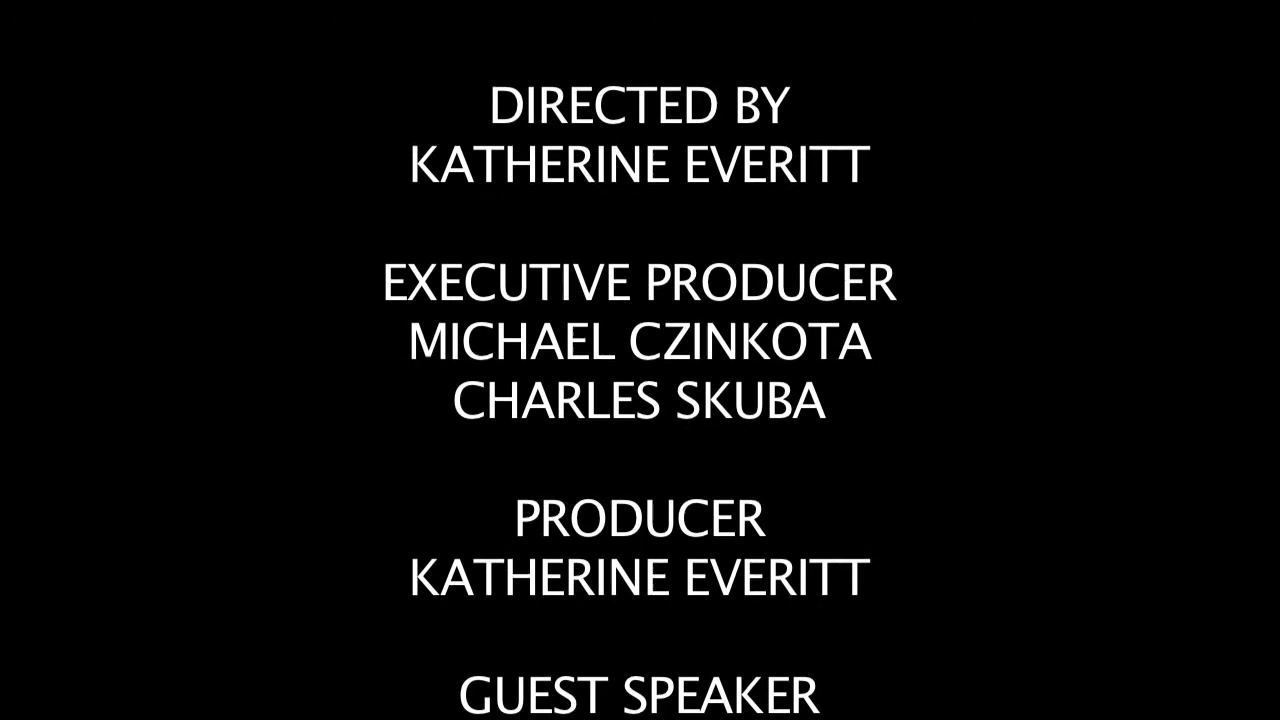 DIRECTED BY
KATHERINE EVERITT
EXECUTIVE PRODUCER
MICHAEL CZINKOTA
CHARLES SKUBA
PRODUCER
KATHERINE EVERITT
GUEST SPEAKER